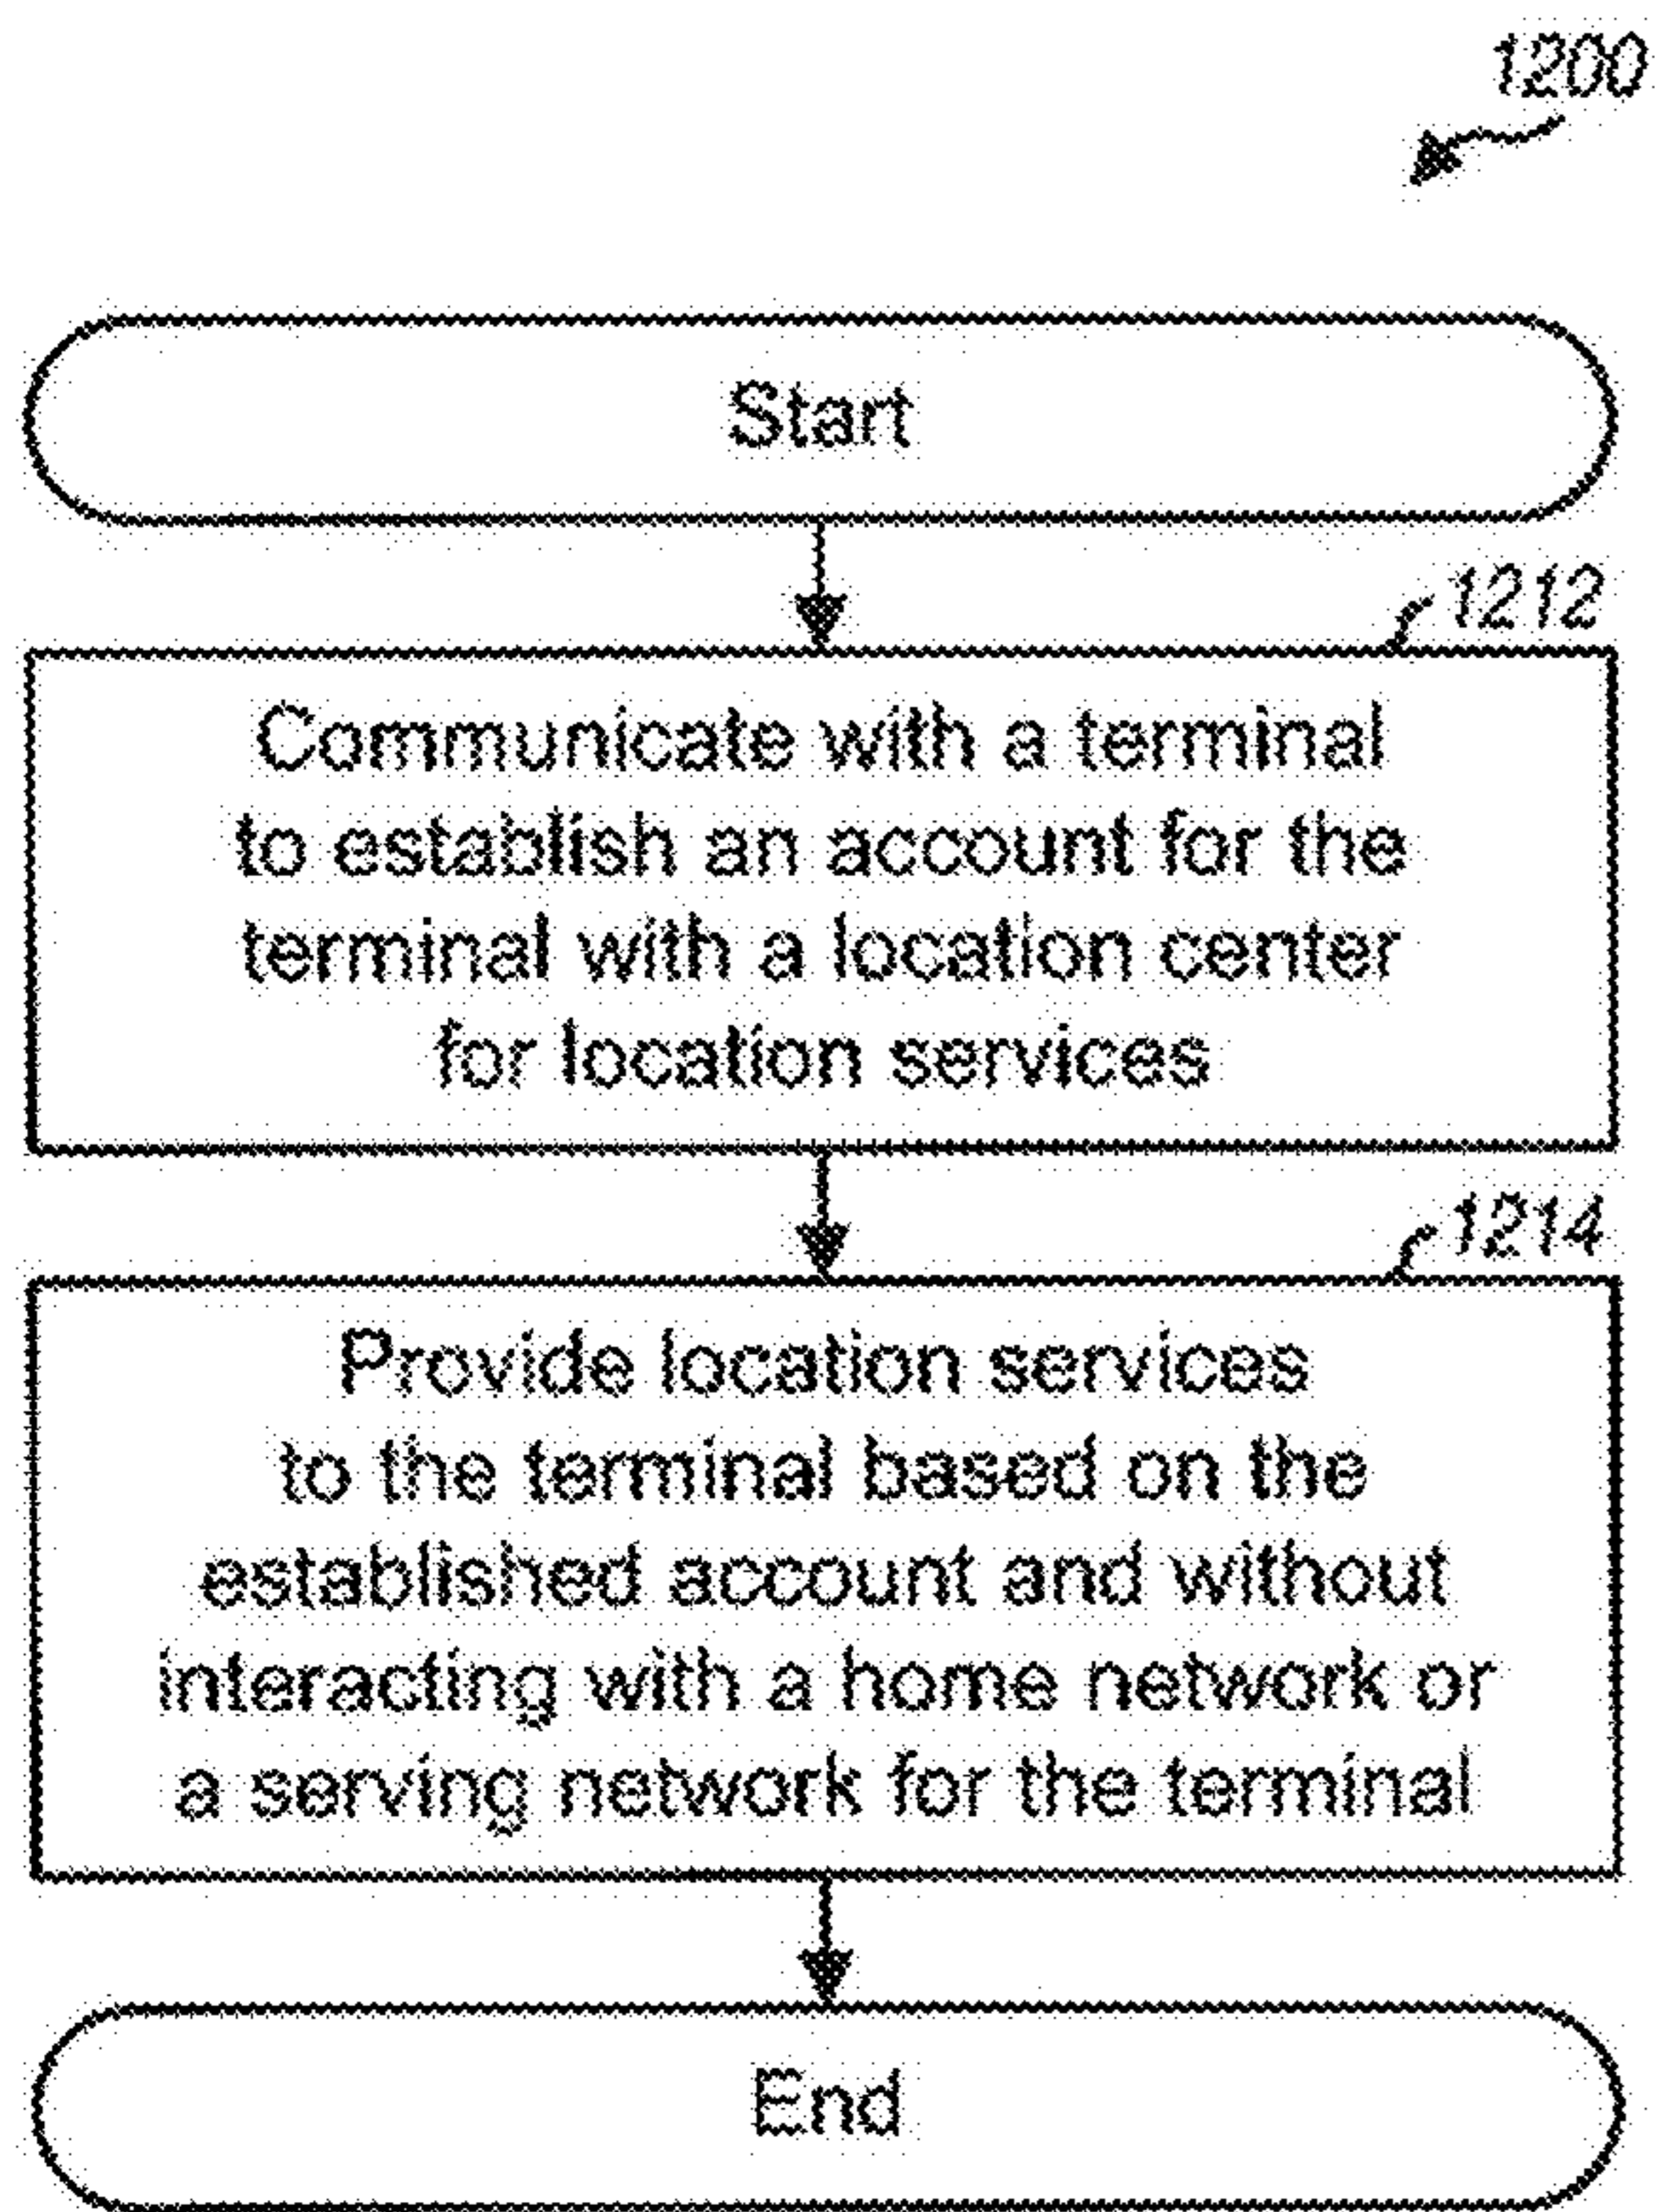 1200
Start
1212
Communicate with a terminal
to establish an account for the
terminal with a location center
for location services
1214
Provide location services
to the terminal based on the
established account and without
interacting with a home network or
a serving network for the terminal
End